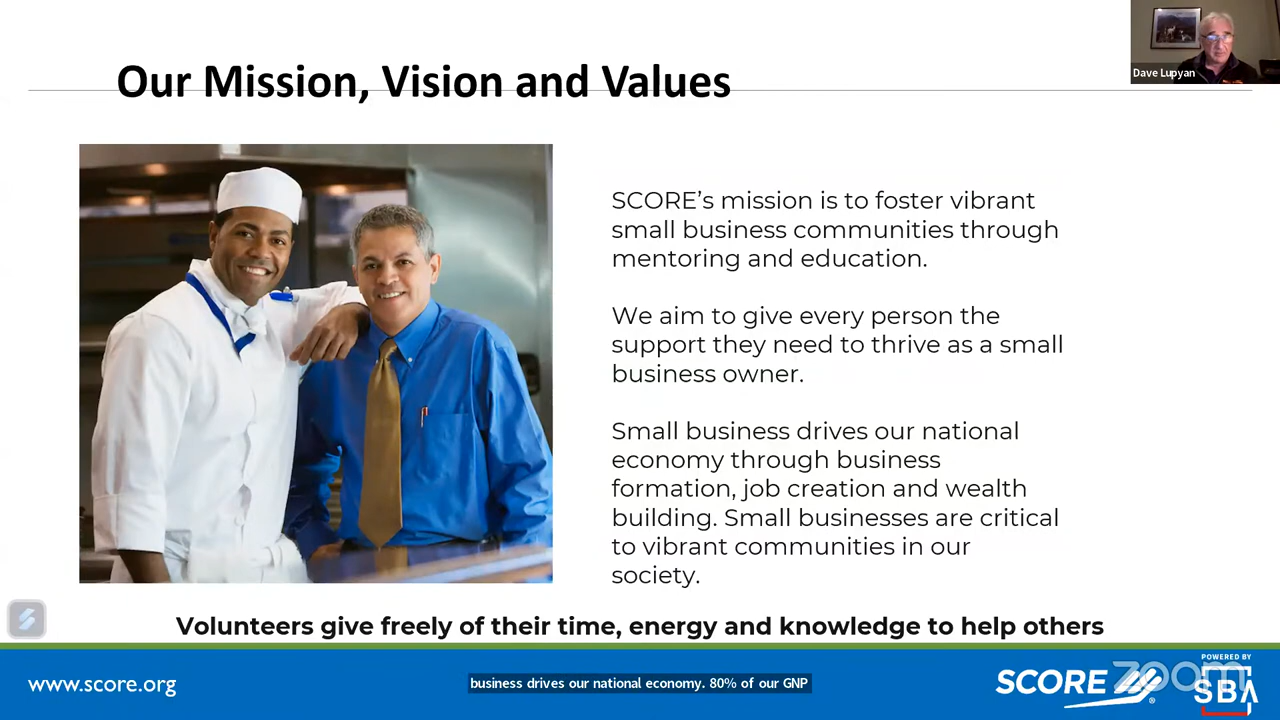 Our Mission, Vision and Values
Dave Lupyan
SCORE’s mission is to foster vibrant
small business communities through
mentoring and education.
We aim to give every person the
support they need to thrive as a small
business owner.
Small business drives our national
economy through business
formation, job creation and wealth
building. Small businesses are critical
to vibrant communities in our
society.
Volunteers give freely of their time, energy and knowledge to help others
www.score.org
business drives our national economy. 80% of our GNP
SCORE
®
zoom
POWERED BY
SBA